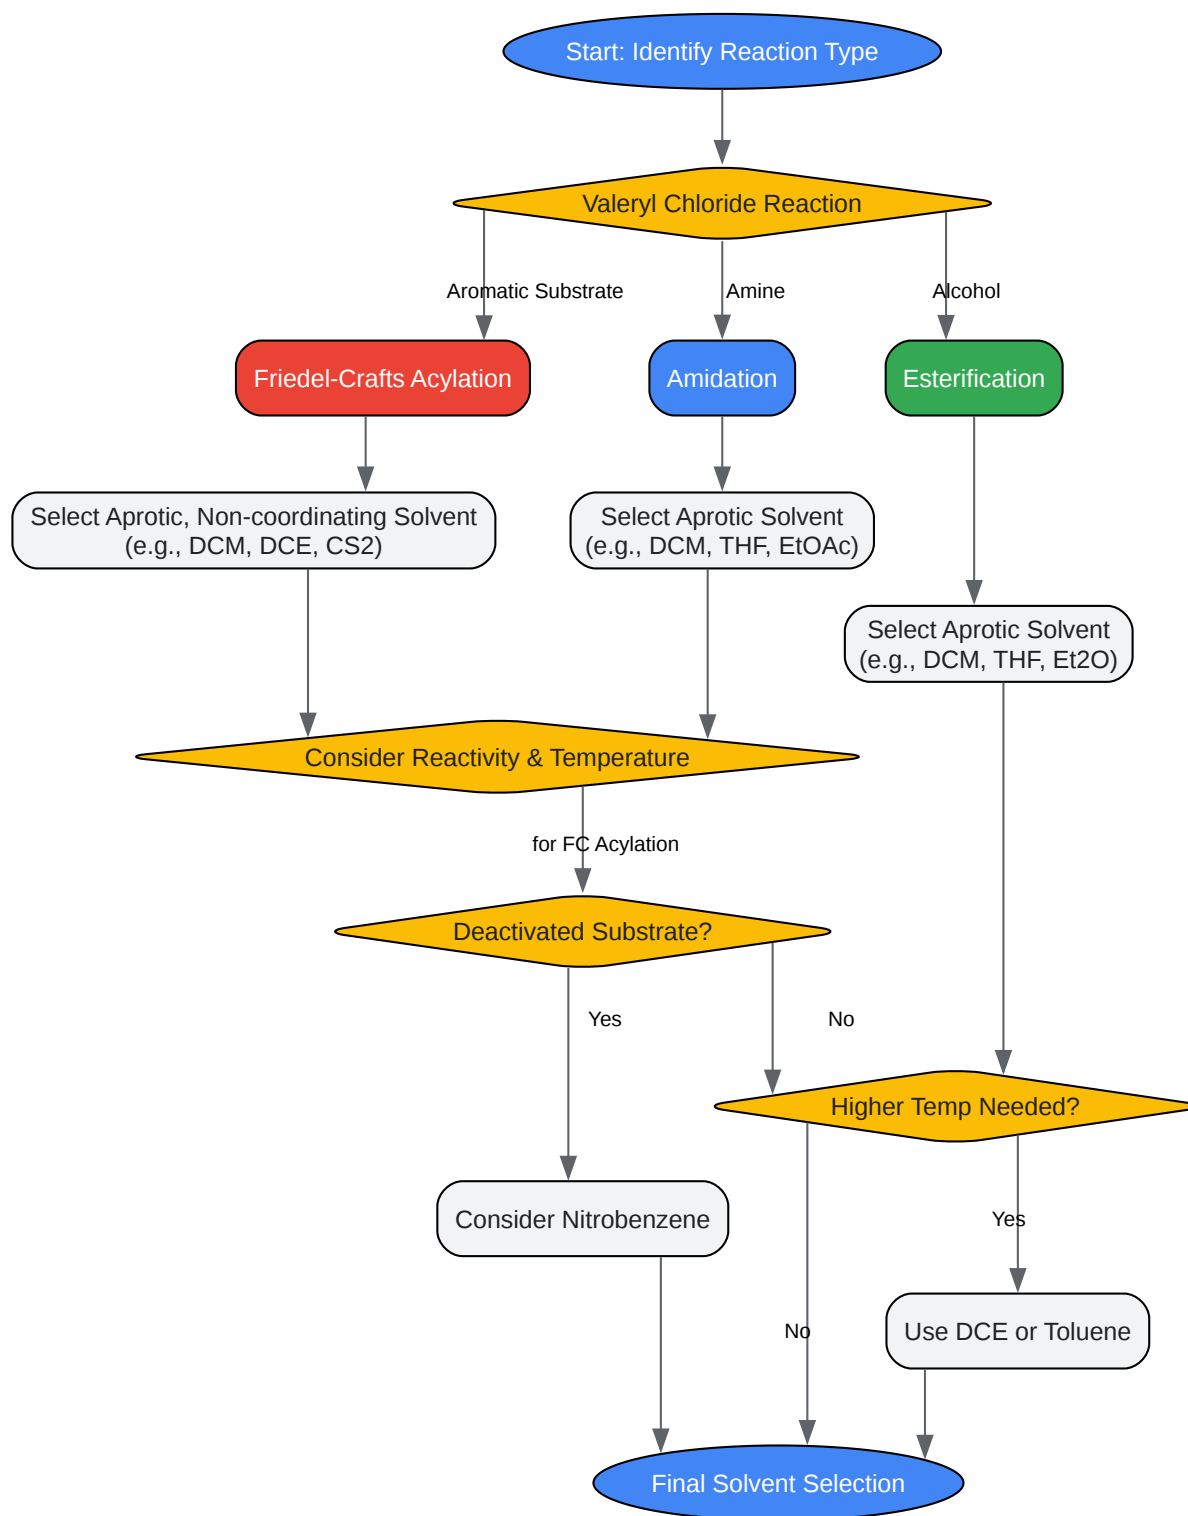 Start: Identify Reaction Type
Valeryl Chloride Reaction
Aromatic Substrate
Amine
Alcohol
Friedel-Crafts Acylation
Amidation
Esterification
Select Aprotic, Non-coordinating Solvent
(e.g., DCM, DCE, CS2)
Select Aprotic Solvent
(e.g., DCM, THF, EtOAc)
Select Aprotic Solvent
(e.g., DCM, THF, Et2O)
Consider Reactivity & Temperature
for FC Acylation
Deactivated Substrate?
Yes
No
Higher Temp Needed?
Consider Nitrobenzene
Yes
No
Use DCE or Toluene
Final Solvent Selection